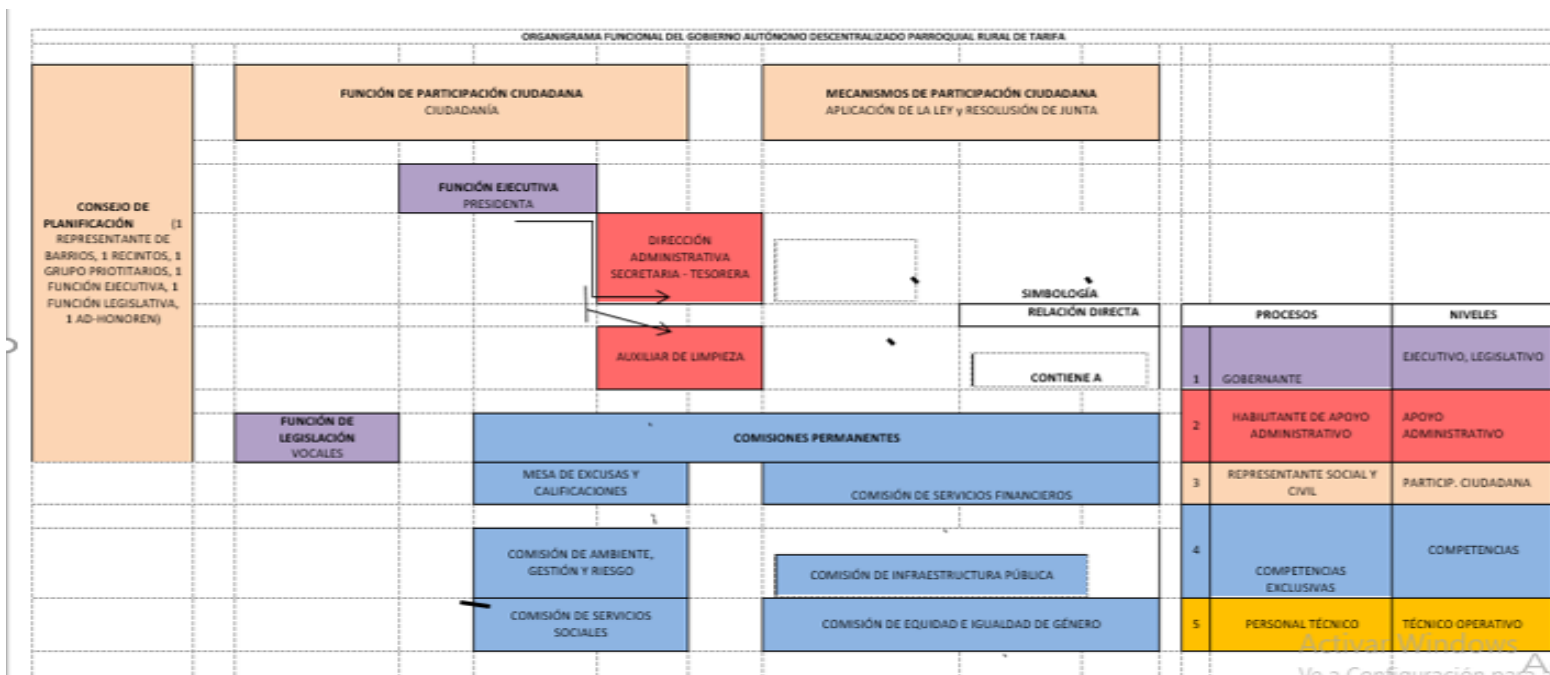 ORGANIGRAMA FUNCIONAL DEL GOBIERNO AUTÓNOMO DESCENTRALIZADO PARROQUIAL RURAL DE TARIFA
CONSEJO DE
PLANIFICACIÓN (1
REPRESENTANTE DE
BARRIOS, 1 RECINTOS, 1
GRUPO PRIOTITARIOS, 1
FUNCIÓN EJECUTIVA, 1
FUNCIÓN LEGISLATIVA,
1 AD-HONOREN)
FUNCIÓN DE PARTICIPACIÓN CIUDADANA
CIUDADANÍA
MECANISMOS DE PARTICIPACIÓN CIUDADANA
APLICACIÓN DE LA LEY y RESOLUSIÓN DE JUNTA
FUNCIÓN EJECUTIVA
PRESIDENTA
DIRECCIÓN
ADMINISTRATIVA
SECRETARIA - TESORERA
AUXILIAR DE LIMPIEZA
SIMBOLOGÍA
RELACIÓN DIRECTA
CONTIENE A
FUNCIÓN DE
LEGISLACIÓN
VOCALES
COMISIONES PERMANENTES
MESA DE EXCUSAS Y
CALIFICACIONES
COMISIÓN DE SERVICIOS FINANCIEROS
COMISIÓN DE AMBIENTE,
GESTIÓN Y RIESGO
COMISIÓN DE INFRAESTRUCTURA PÚBLICA
COMISIÓN DE SERVICIOS
SOCIALES
COMISIÓN DE EQUIDAD E IGUALDAD DE GÉNERO
PROCESOS NIVELES
1 GOBERNANTE EJECUTIVO, LEGISLATIVO
2 HABILITANTE DE APOYO
ADMINISTRATIVO
APOYO
ADMINISTRATIVO
3 REPRESENTANTE SOCIAL Y
CIVIL
PARTICIP. CIUDADANA
4 COMPETENCIAS
EXCLUSIVAS
COMPETENCIAS
5 PERSONAL TÉCNICO TÉCNICO OPERATIVO
Activar Windows
Ve a Configuración para